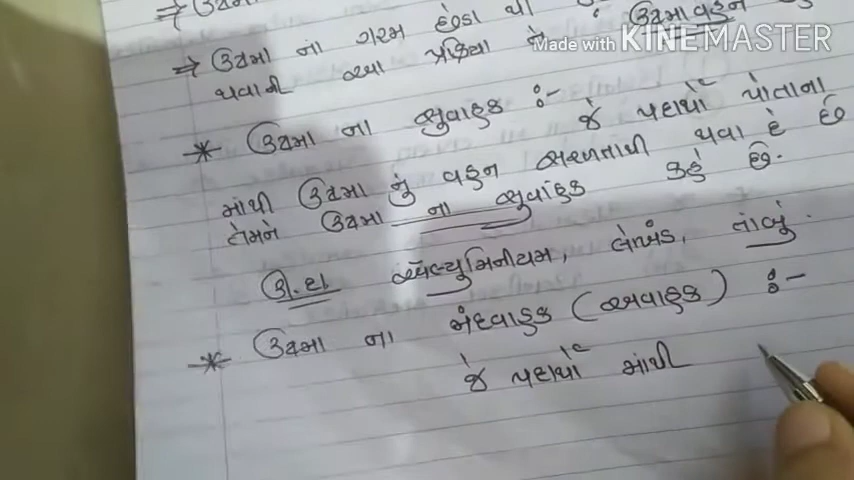 ⇒ ઉષ્મા
⇒ ઉષ્મા ના ગરમ છેડા થી : ઉષ્માવહન
થવાની આ પ્રક્રિયા ને
Made with KINEMASTER
* ઉષ્મા ના સુવાહક :- જે પદાર્થો પોતાના
માંથી ઉષ્મા નું વહન સરળતાથી થવા દે છે
તેમને ઉષ્મા ના સુવાહક કહે છે.
ઉ.દા એલ્યુમિનીયમ, લોખંડ, તાંબું.
* ઉષ્મા ના મંદવાહક (અવાહક) :-
જે પદાર્થો માંથી